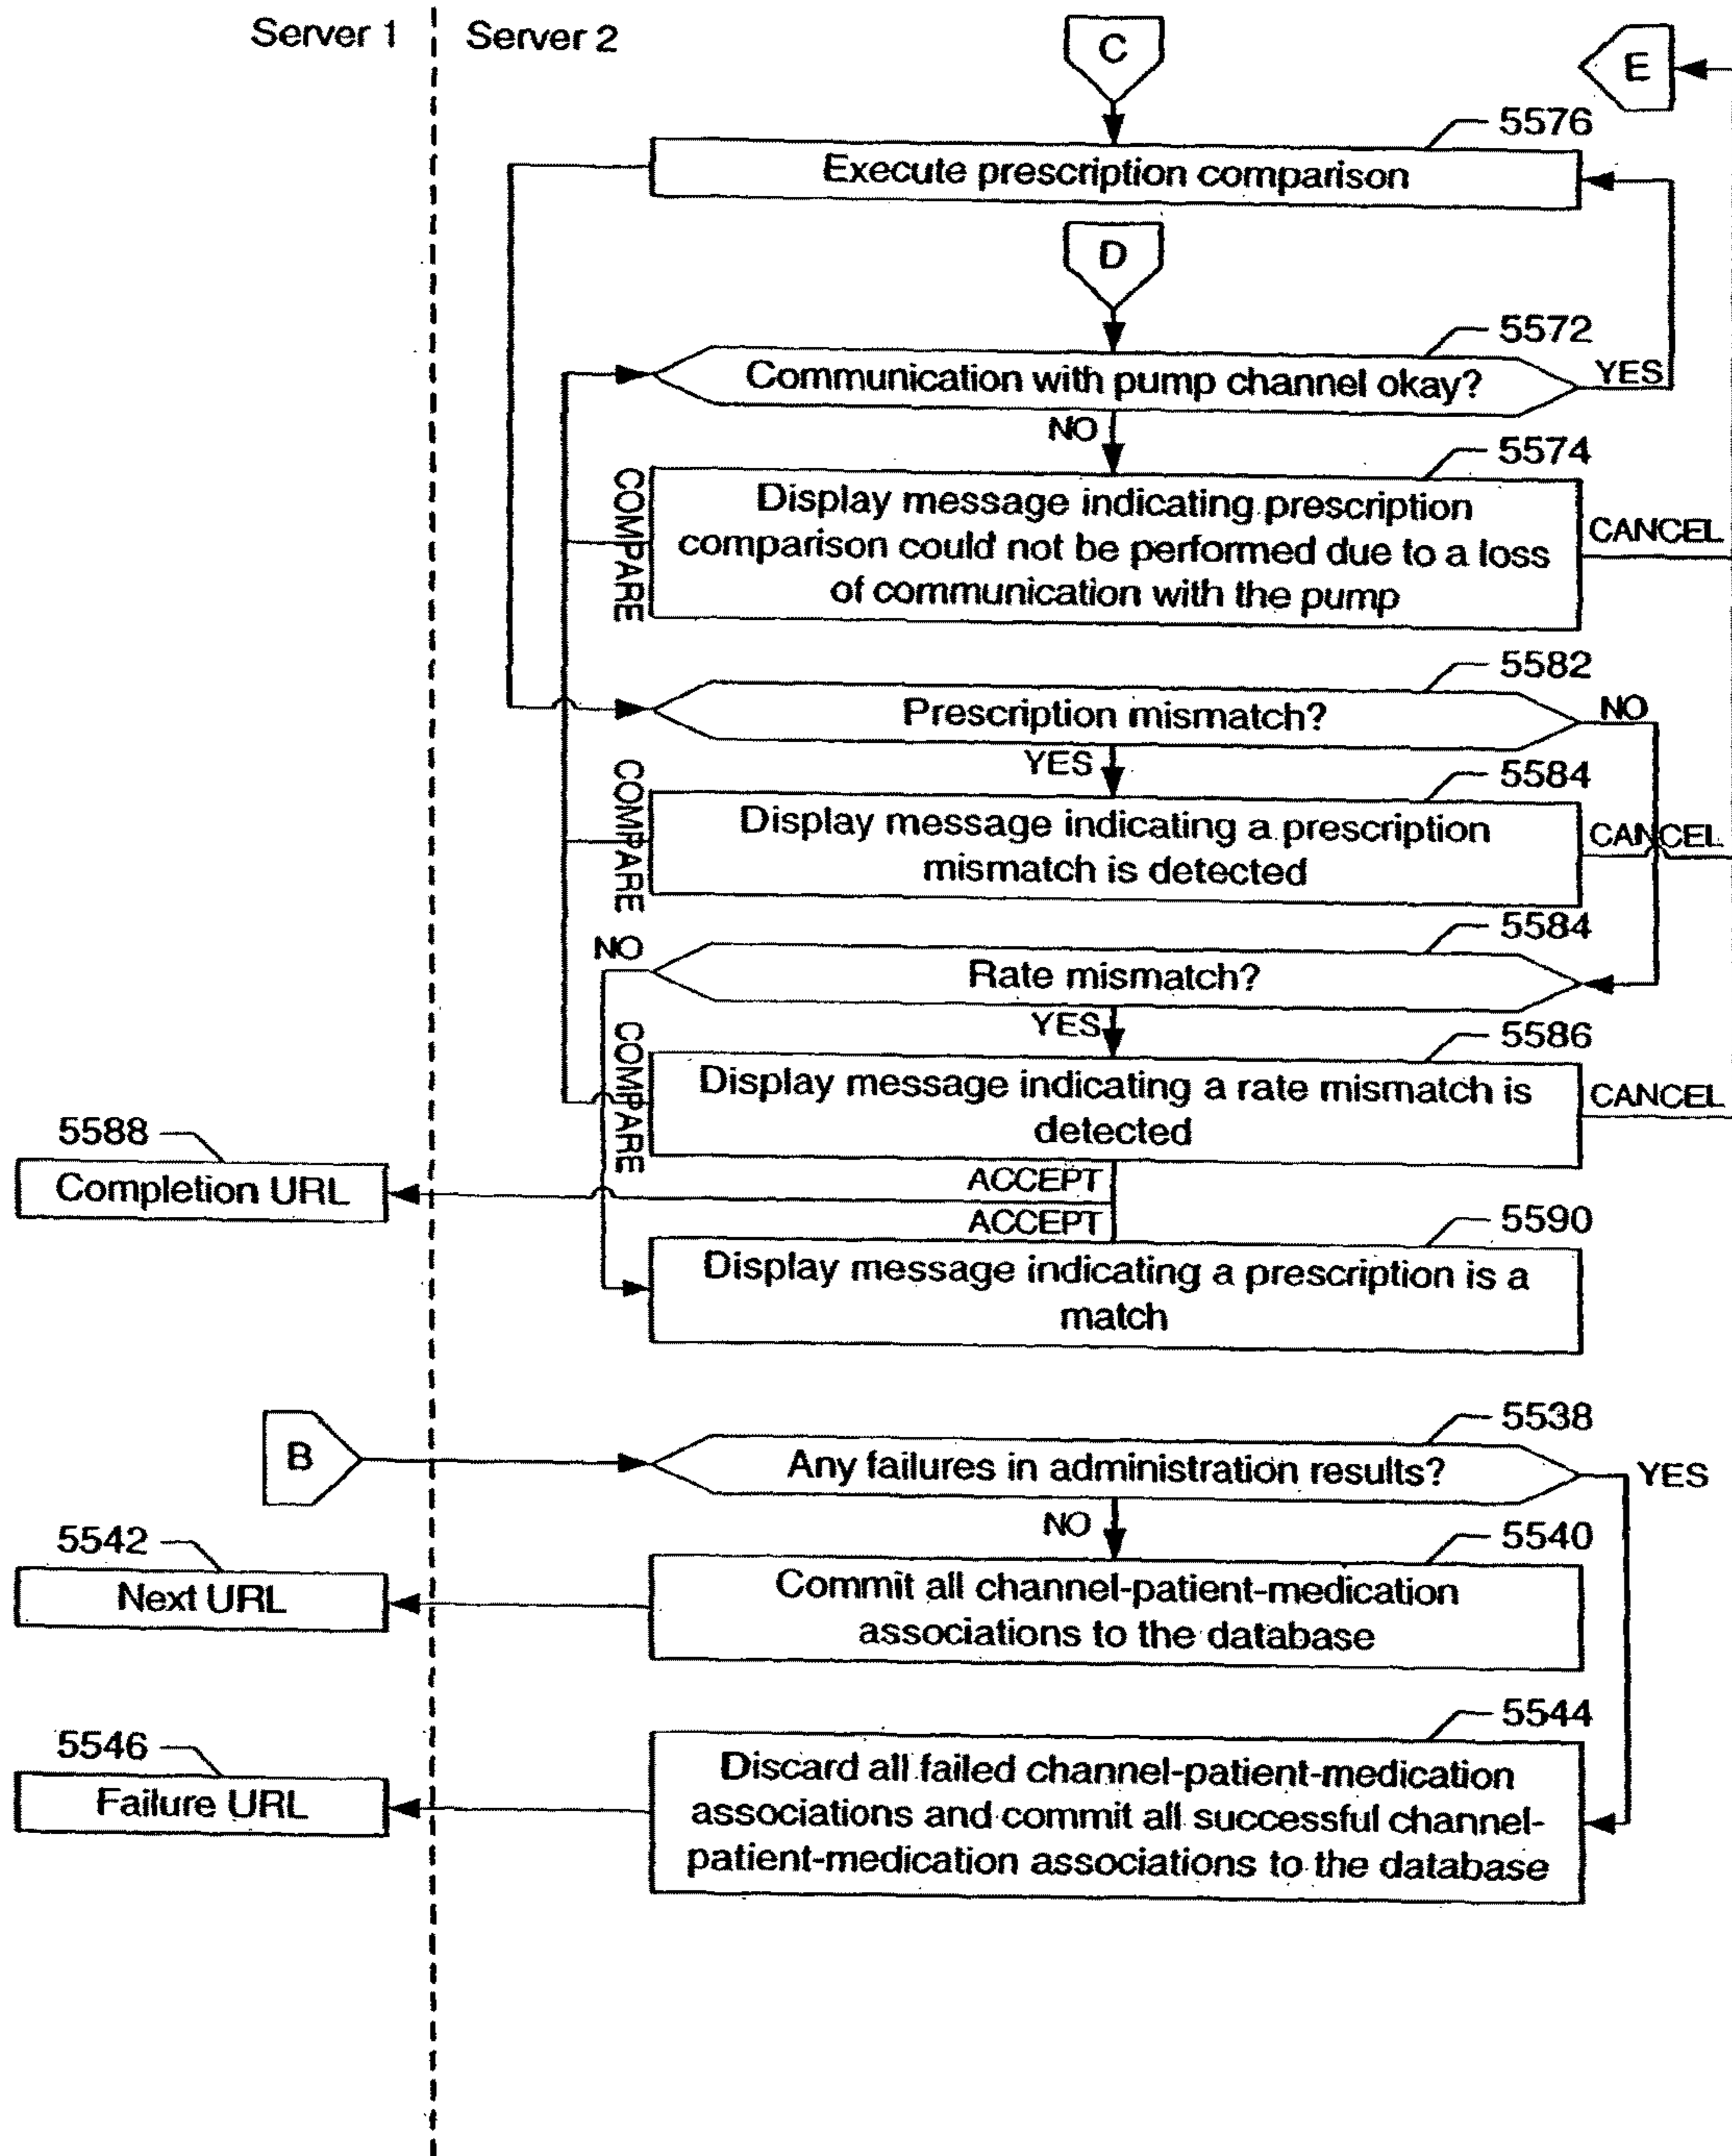 Server 1
Server 2
C
E
5576
Execute prescription comparison
D
5572
Communication with pump channel okay?
YES
NO
5574
COMPARE
Display message indicating prescription
comparison could not be performed due to a loss
of communication with the pump
CANCEL
5582
Prescription mismatch?
NO
YES
5584
COMPARE
Display message indicating a prescription
mismatch is detected
CANCEL
5584
NO
Rate mismatch?
YES
5586
COMPARE
Display message indicating a rate mismatch is
detected
CANCEL
5588
Completion URL
ACCEPT
ACCEPT
5590
Display message indicating a prescription is a
match
B
5538
Any failures in administration results?
YES
NO
5542
Next URL
5540
Commit all channel-patient-medication
associations to the database
5546
Failure URL
5544
Discard all failed channel-patient-medication
associations and commit all successful channel-
patient-medication associations to the database